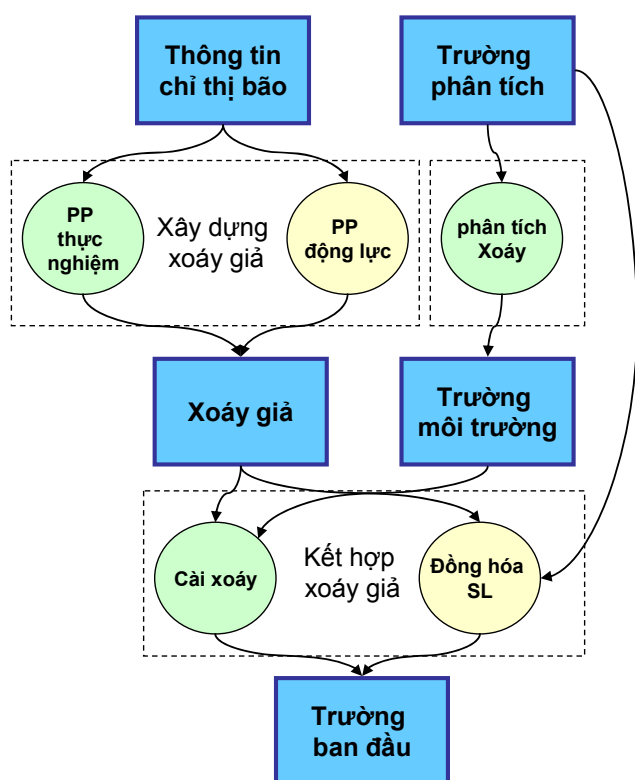 Thông tin
chỉ thị bão
Trường
phân tích
PP
thực
nghiệm
Xây dựng
xoáy giả
PP
động lực
phân tích
Xoáy
Xoáy giả
Trường
môi trường
Cài xoáy
Kết hợp
xoáy giả
Đồng hóa
SL
Trường
ban đầu